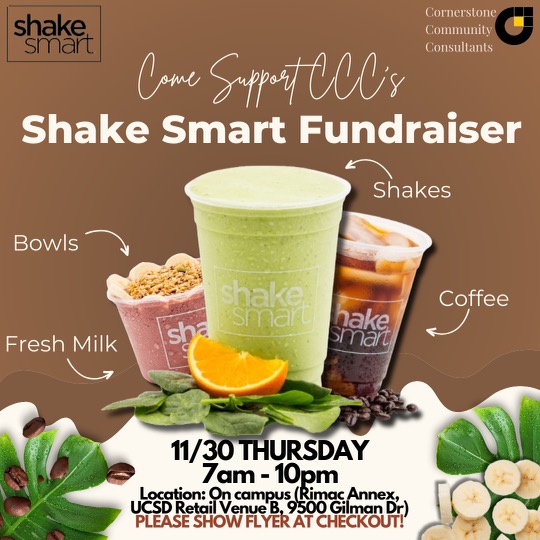 shake
smart
Cornerstone
Community
Consultants
Come Support CCC's
Shake Smart Fundraiser
Shakes
Bowls
Coffee
Fresh Milk
shake
smart
shake
smart
shake
smart
11/30 THURSDAY
7am - 10pm
Location: On campus (Rimac Annex,
UCSD Retail Venue B, 9500 Gilman Dr)
PLEASE SHOW FLYER AT CHECKOUT!